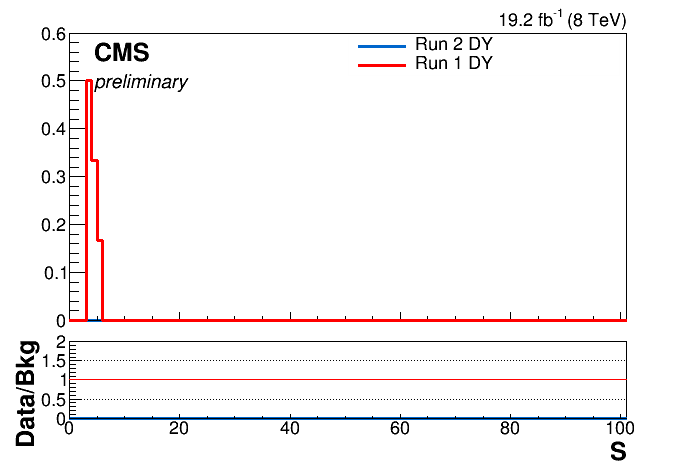 19.2 fb-1 (8 TeV)
CMS
preliminary
Run 2 DY
Run 1 DY
0.6
0.5
0.4
0.3
0.2
0.1
0
Data/Bkg
2
1.5
1
0.5
0
0 20 40 60 80 100
S